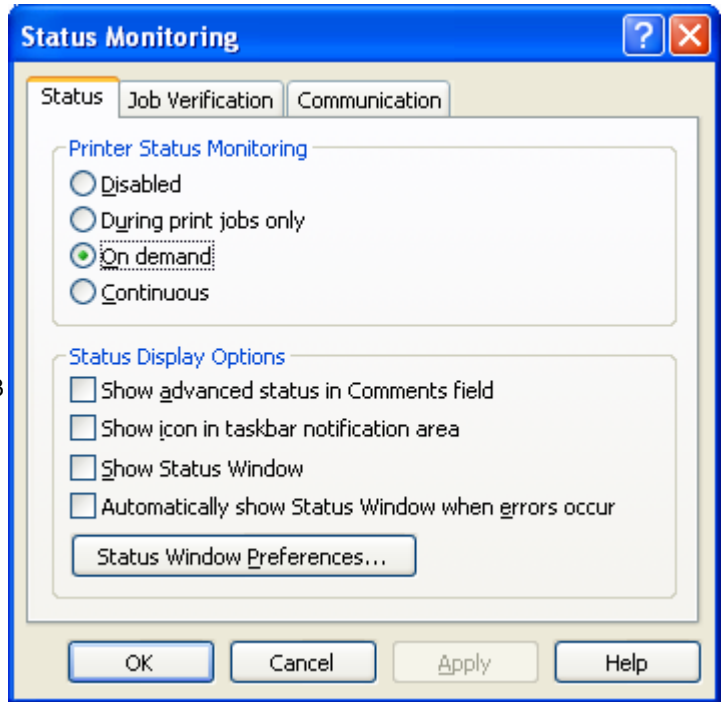 Status Monitoring
Status Job Verification Communication
Printer Status Monitoring
Disabled
During print jobs only
On demand
Continuous
Status Display Options
Show advanced status in Comments field
Show icon in taskbar notification area
Show Status Window
Automatically show Status Window when errors occur
Status Window Preferences...
OK Cancel Apply Help